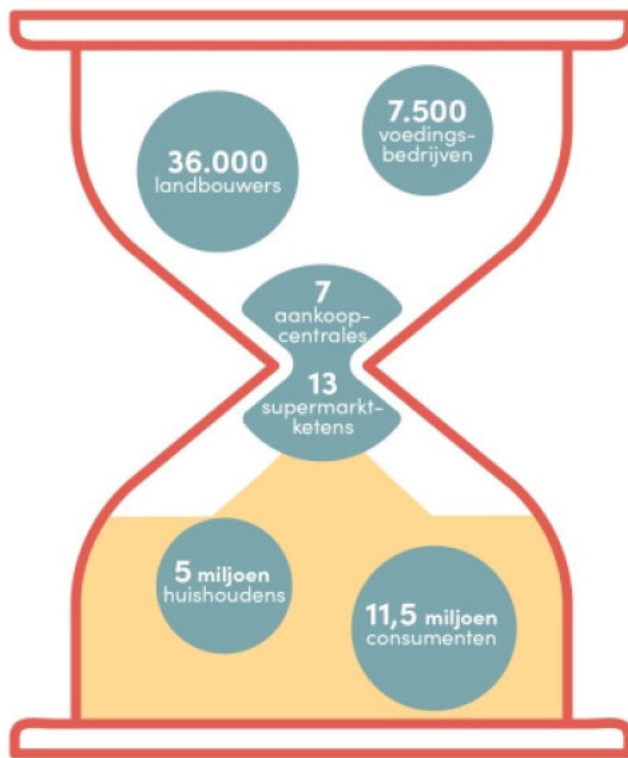 36.000
landbouwers
7.500
voedings-
bedrijven
7
aankoop-
centrales
13
supermarkt-
ketens
5 miljoen
huishoudens
11,5 miljoen
consumenten